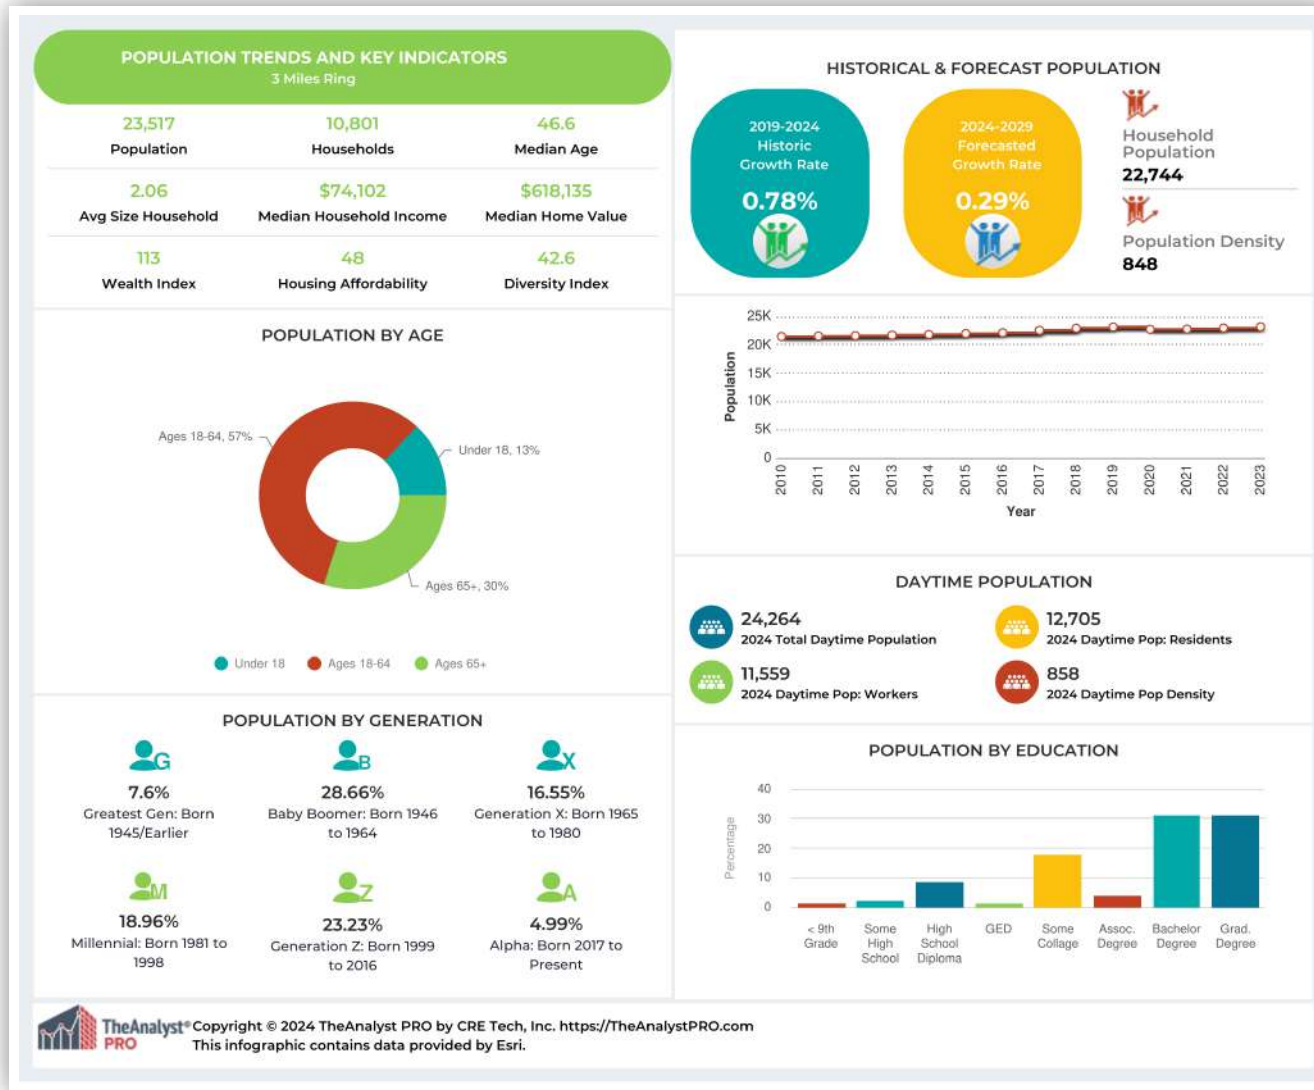 POPULATION TRENDS AND KEY INDICATORS
3 Miles Ring
23,517
Population
10,801
Households
46.6
Median Age
2.06
Avg Size Household
$74,102
Median Household Income
$618,135
Median Home Value
113
Wealth Index
48
Housing Affordability
42.6
Diversity Index
POPULATION BY AGE
Ages 18-64, 57%
Under 18, 13%
Ages 65+, 30%
Under 18
Ages 18-64
Ages 65+
POPULATION BY GENERATION
G
7.6%
Greatest Gen: Born
1945/Earlier
B
28.66%
Baby Boomer: Born 1946
to 1964
X
16.55%
Generation X: Born 1965
to 1980
M
18.96%
Millennial: Born 1981 to
1998
Z
23.23%
Generation Z: Born 1999
to 2016
A
4.99%
Alpha: Born 2017 to
Present
HISTORICAL & FORECAST POPULATION
2019-2024
Historic
Growth Rate
0.78%
2024-2029
Forecasted
Growth Rate
0.29%
Household
Population
22,744
Population Density
848
Population
25K
20K
15K
10K
5K
0
2010
2011
2012
2013
2014
2015
2016
2017
2018
2019
2020
2021
2022
2023
Year
DAYTIME POPULATION
24,264
2024 Total Daytime Population
12,705
2024 Daytime Pop: Residents
11,559
2024 Daytime Pop: Workers
858
2024 Daytime Pop Density
POPULATION BY EDUCATION
Percentage
40
30
20
10
0
< 9th
Grade
Some
High
School
High
School
Diploma
GED
Some
Collage
Assoc.
Degree
Bachelor
Degree
Grad.
Degree
TheAnalyst®
PRO
Copyright © 2024 TheAnalyst PRO by CRE Tech, Inc. https://TheAnalystPRO.com
This infographic contains data provided by Esri.